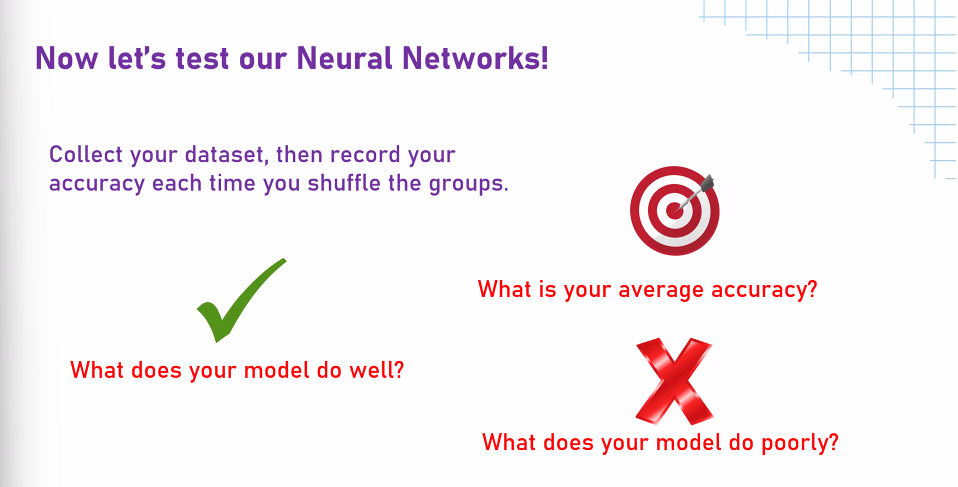 Now let's test our Neural Networks!
Collect your dataset, then record your
accuracy each time you shuffle the groups.
What is your average accuracy?
What does your model do well?
What does your model do poorly?